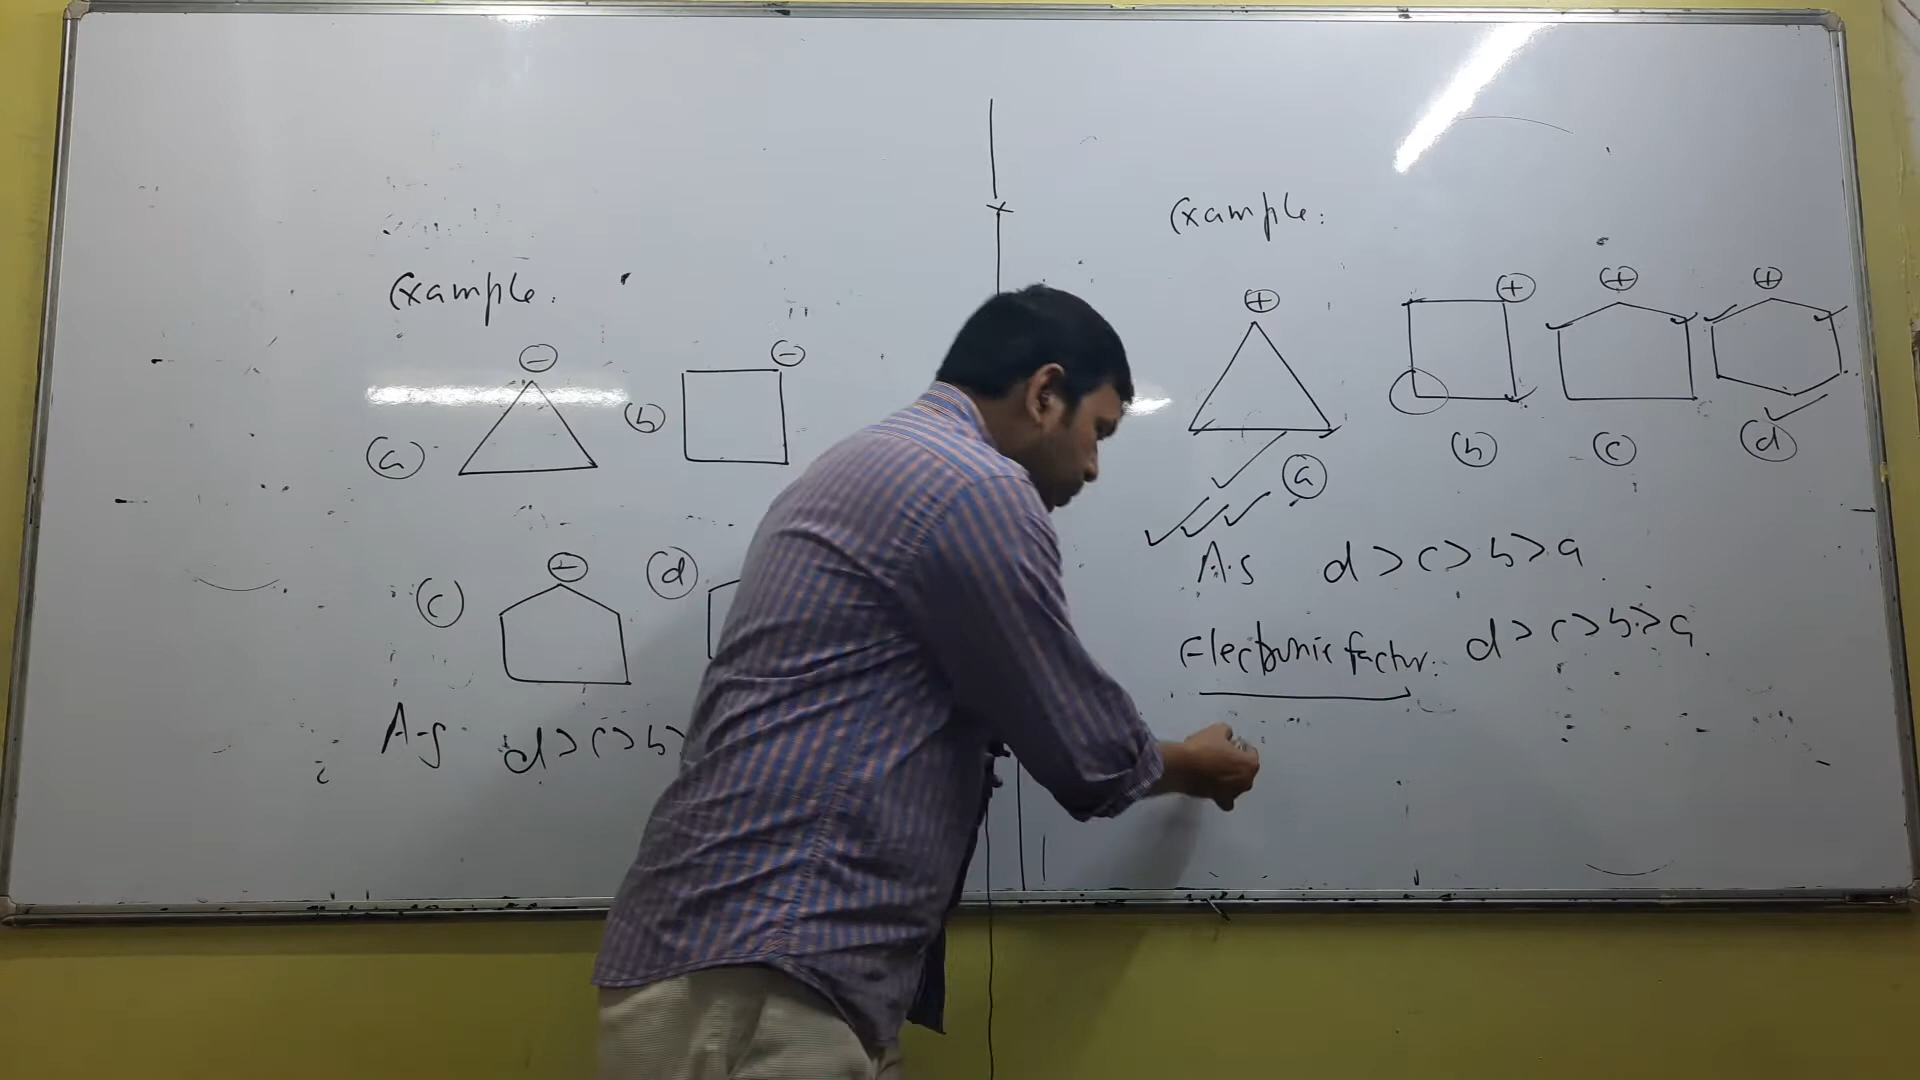 Example:
⊖
⊖
(a)
(b)
⊖
(c)
(d)
A.S d > c > b >
Example:
⊕
⊕
⊕
⊕
(a)
(b)
(c)
(d)
A.S d > c > b > a
Electronic factor: d > c > b > a